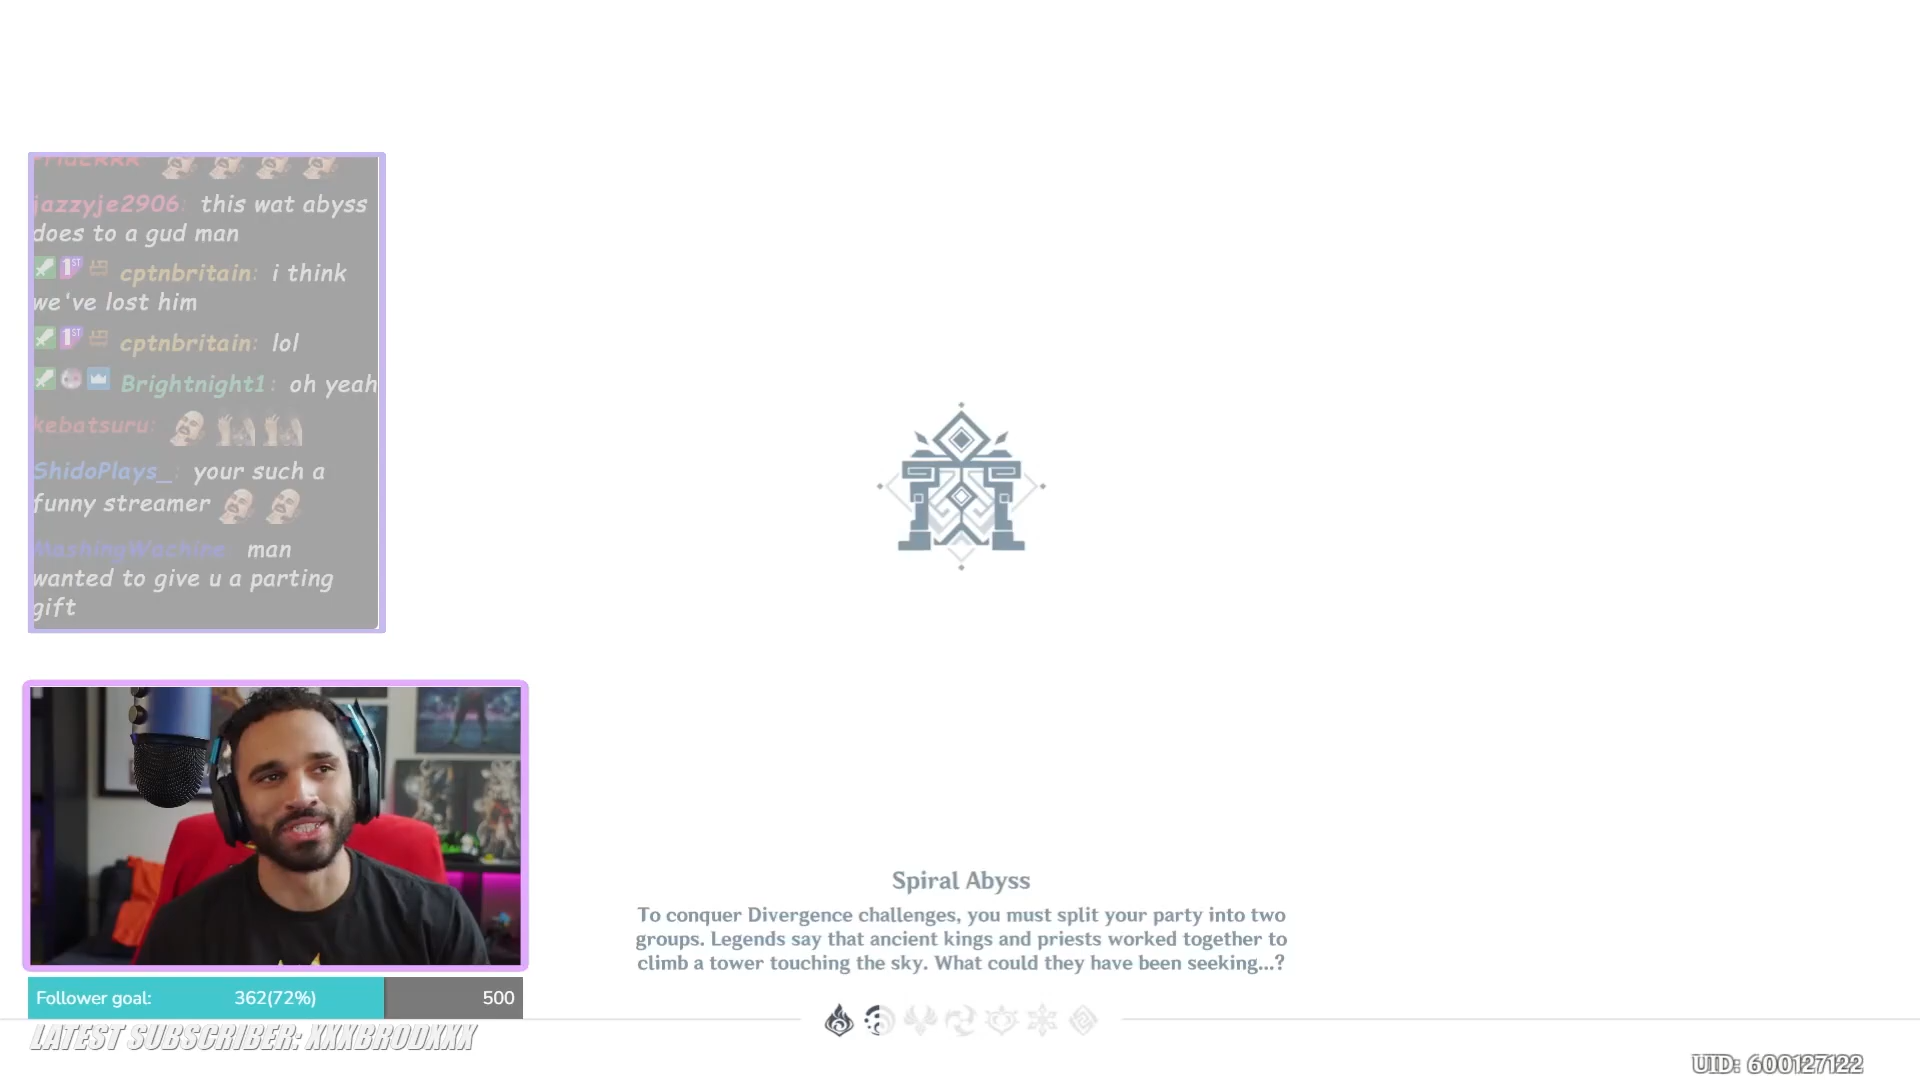 jazzyje2906: this wat abyss
does to a gud man
1ST cptnbritain: i think
we've lost him
1ST cptnbritain: lol
Brightnight1: oh yeah
kebatsuru:
ShidoPlays_: your such a
funny streamer
MashingWachine: man
wanted to give u a parting
gift
Spiral Abyss
To conquer Divergence challenges, you must split your party into two
groups. Legends say that ancient kings and priests worked together to
climb a tower touching the sky. What could they have been seeking...?
Follower goal: 362(72%) 500
LATEST SUBSCRIBER: XXXBRODXXX
UID: 600127122